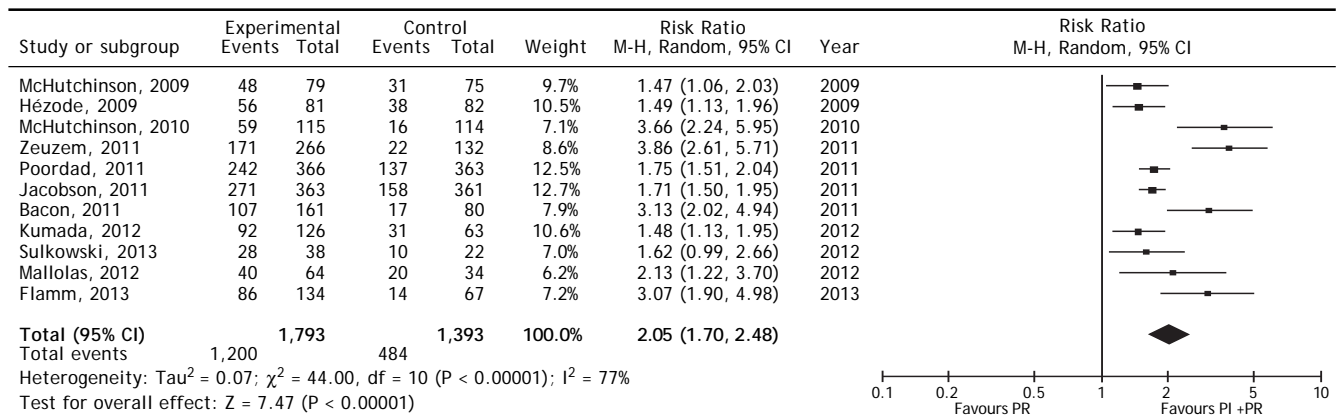 Experimental Control Risk Ratio Risk Ratio
Study or subgroup Events Total Events Total Weight M-H, Random, 95% CI Year M-H, Random, 95% CI
McHutchinson, 2009 48 79 31 75 9.7% 1.47 (1.06, 2.03) 2009
Hézode, 2009 56 81 38 82 10.5% 1.49 (1.13, 1.96) 2009
McHutchinson, 2010 59 115 16 114 7.1% 3.66 (2.24, 5.95) 2010
Zeuzem, 2011 171 266 22 132 8.6% 3.86 (2.61, 5.71) 2011
Poordad, 2011 242 366 137 363 12.5% 1.75 (1.51, 2.04) 2011
Jacobson, 2011 271 363 158 361 12.7% 1.71 (1.50, 1.95) 2011
Bacon, 2011 107 161 17 80 7.9% 3.13 (2.02, 4.94) 2011
Kumada, 2012 92 126 31 63 10.6% 1.48 (1.13, 1.95) 2012
Sulkowski, 2013 28 38 10 22 7.0% 1.62 (0.99, 2.66) 2012
Mallolas, 2012 40 64 20 34 6.2% 2.13 (1.22, 3.70) 2012
Flamm, 2013 86 134 14 67 7.2% 3.07 (1.90, 4.98) 2013
Total (95% CI) 1,793 1,393 100.0% 2.05 (1.70, 2.48)
Total events 1,200 484
Heterogeneity: Tau² = 0.07; χ² = 44.00, df = 10 (P < 0.00001); I² = 77%
Test for overall effect: Z = 7.47 (P < 0.00001)
0.1 0.2 0.5 1 2 5 10
Favours PR Favours PI +PR